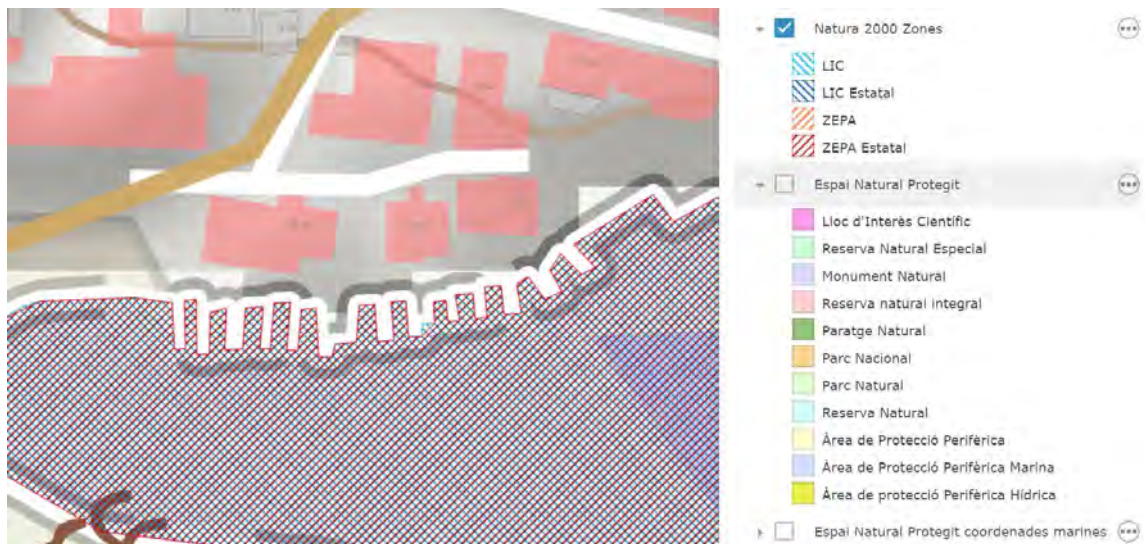 Natura 2000 Zones
LIC
LIC Estatal
ZEPA
ZEPA Estatal
Espai Natural Protegit
Lloc d'Interès Científic
Reserva Natural Especial
Monument Natural
Reserva natural integral
Paratge Natural
Parc Nacional
Parc Natural
Reserva Natural
Àrea de Protecció Perifèrica
Àrea de Protecció Perifèrica Marina
Àrea de protecció Perifèrica Hídrica
Espai Natural Protegit coordenades marines